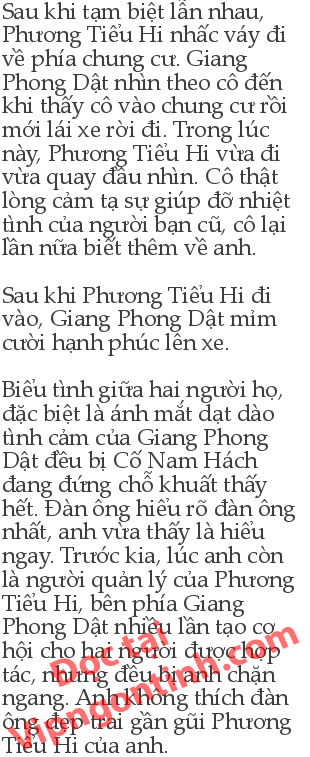 Sau khi tạm biệt lẫn nhau,
Phương Tiểu Hi nhấc váy đi
về phía chung cư. Giang
Phong Dật nhìn theo cô đến
khi thấy cô vào chung cư rồi
mới lái xe rời đi. Trong lúc
này, Phương Tiểu Hi vừa đi
vừa quay đầu nhìn. Cô thật
lòng cảm tạ sự giúp đỡ nhiệt
tình của người bạn cũ, cô lại
lần nữa biết thêm về anh.

Sau khi Phương Tiểu Hi đi
vào, Giang Phong Dật mỉm
cười hạnh phúc lên xe.

Biểu tình giữa hai người họ,
đặc biệt là ánh mắt dạt dào
tình cảm của Giang Phong
Dật đều bị Cố Nam Hách
đang đứng chỗ khuất thấy
hết. Đàn ông hiểu rõ đàn ông
nhất, anh vừa thấy là hiểu
ngay. Trước kia, lúc anh còn
là người quản lý của Phương
Tiểu Hi, bên phía Giang
Phong Dật nhiều lần tạo cơ
hội cho hai người được hợp
tác, nhưng đều bị anh chặn
ngang. Anh không thích đàn
ông đẹp trai gần gũi Phương
Tiểu Hi của anh.
Đọc tại
Vipngontinh.com